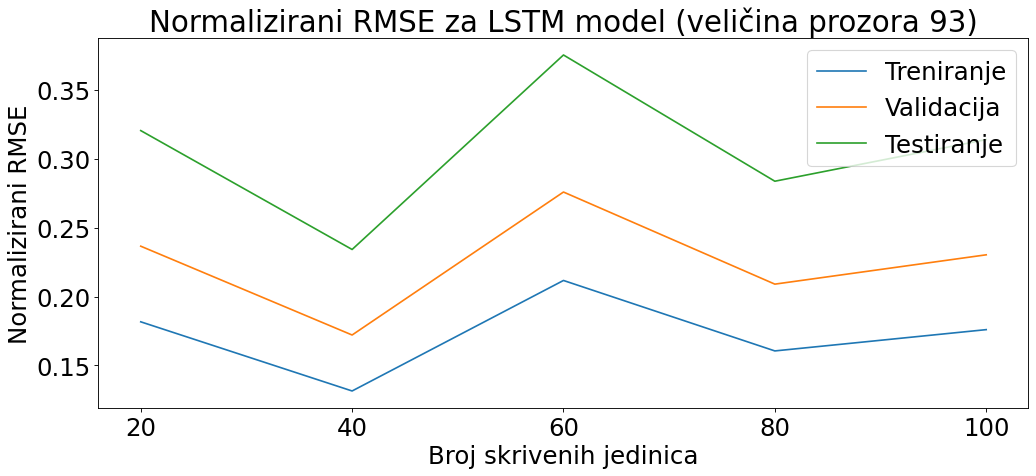 Normalizirani RMSE za LSTM model (veličina prozora 93)
Treniranje
Validacija
Testiranje
Normalizirani RMSE
0.35
0.30
0.25
0.20
0.15
20 40 60 80 100
Broj skrivenih jedinica